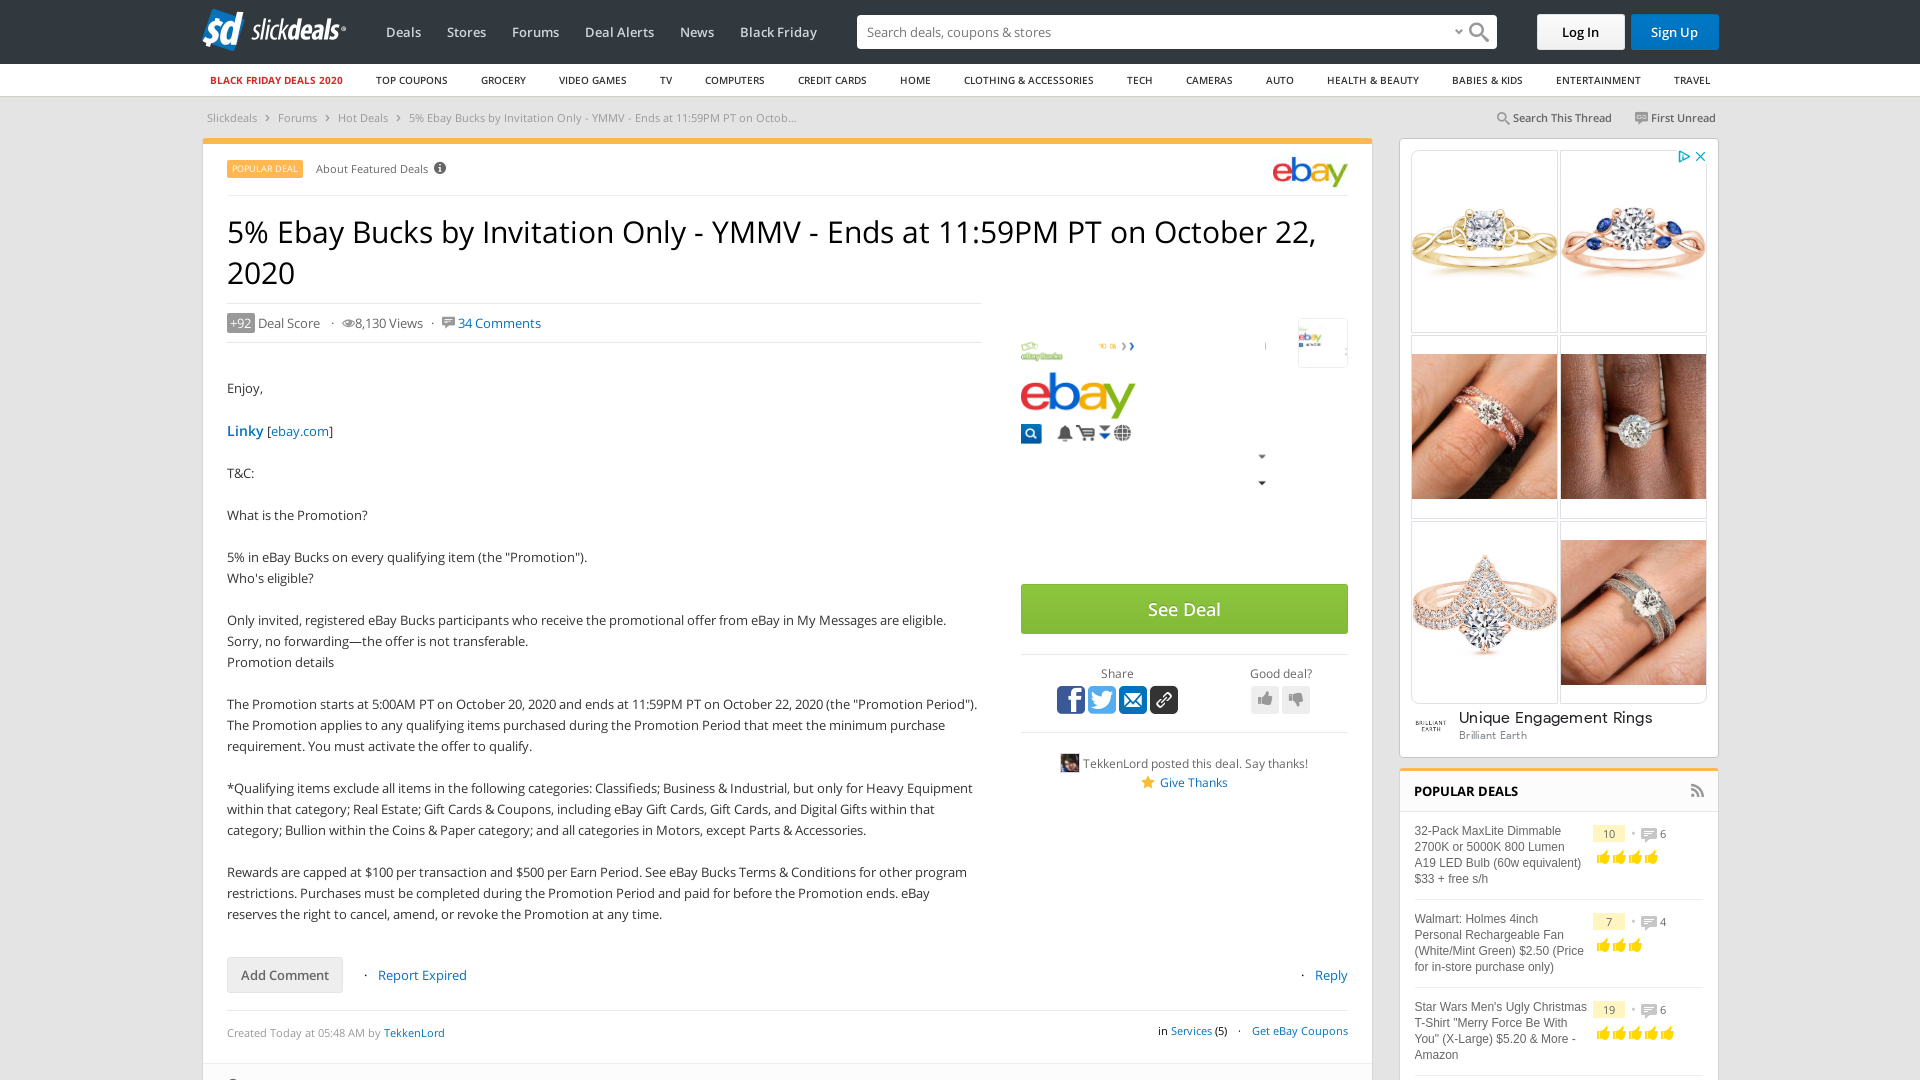 slickdeals
Deals Stores Forums Deal Alerts News Black Friday
Search deals, coupons & stores
Log In
Sign Up
BLACK FRIDAY DEALS 2020 TOP COUPONS GROCERY VIDEO GAMES TV COMPUTERS CREDIT CARDS HOME CLOTHING & ACCESSORIES TECH CAMERAS AUTO HEALTH & BEAUTY BABIES & KIDS ENTERTAINMENT TRAVEL
Slickdeals > Forums > Hot Deals > 5% Ebay Bucks by Invitation Only - YMMV - Ends at 11:59PM PT on Octob...
Search This Thread First Unread
POPULAR DEAL About Featured Deals
ebay
5% Ebay Bucks by Invitation Only - YMMV - Ends at 11:59PM PT on October 22,
2020
+92 Deal Score · 8,130 Views · 34 Comments
Enjoy,
Linky [ebay.com]
T&C:
What is the Promotion?
5% in eBay Bucks on every qualifying item (the "Promotion").
Who's eligible?
Only invited, registered eBay Bucks participants who receive the promotional offer from eBay in My Messages are eligible.
Sorry, no forwarding—the offer is not transferable.
Promotion details
The Promotion starts at 5:00AM PT on October 20, 2020 and ends at 11:59PM PT on October 22, 2020 (the "Promotion Period").
The Promotion applies to any qualifying items purchased during the Promotion Period that meet the minimum purchase
requirement. You must activate the offer to qualify.
*Qualifying items exclude all items in the following categories: Classifieds; Business & Industrial, but only for Heavy Equipment
within that category; Real Estate; Gift Cards & Coupons, including eBay Gift Cards, Gift Cards, and Digital Gifts within that
category; Bullion within the Coins & Paper category; and all categories in Motors, except Parts & Accessories.
Rewards are capped at $100 per transaction and $500 per Earn Period. See eBay Bucks Terms & Conditions for other program
restrictions. Purchases must be completed during the Promotion Period and paid for before the Promotion ends. eBay
reserves the right to cancel, amend, or revoke the Promotion at any time.
Add Comment · Report Expired
· Reply
Created Today at 05:48 AM by TekkenLord
in Services (5) · Get eBay Coupons
eBay Bucks
ebay
ebay
See Deal
Share
Good deal?
TekkenLord posted this deal. Say thanks!
Give Thanks
BRILLIANT
EARTH
Unique Engagement Rings
Brilliant Earth
POPULAR DEALS
32-Pack MaxLite Dimmable
2700K or 5000K 800 Lumen
A19 LED Bulb (60w equivalent)
$33 + free s/h
10 • 6
Walmart: Holmes 4inch
Personal Rechargeable Fan
(White/Mint Green) $2.50 (Price
for in-store purchase only)
7 • 4
Star Wars Men's Ugly Christmas
T-Shirt "Merry Force Be With
You" (X-Large) $5.20 & More -
Amazon
19 • 6